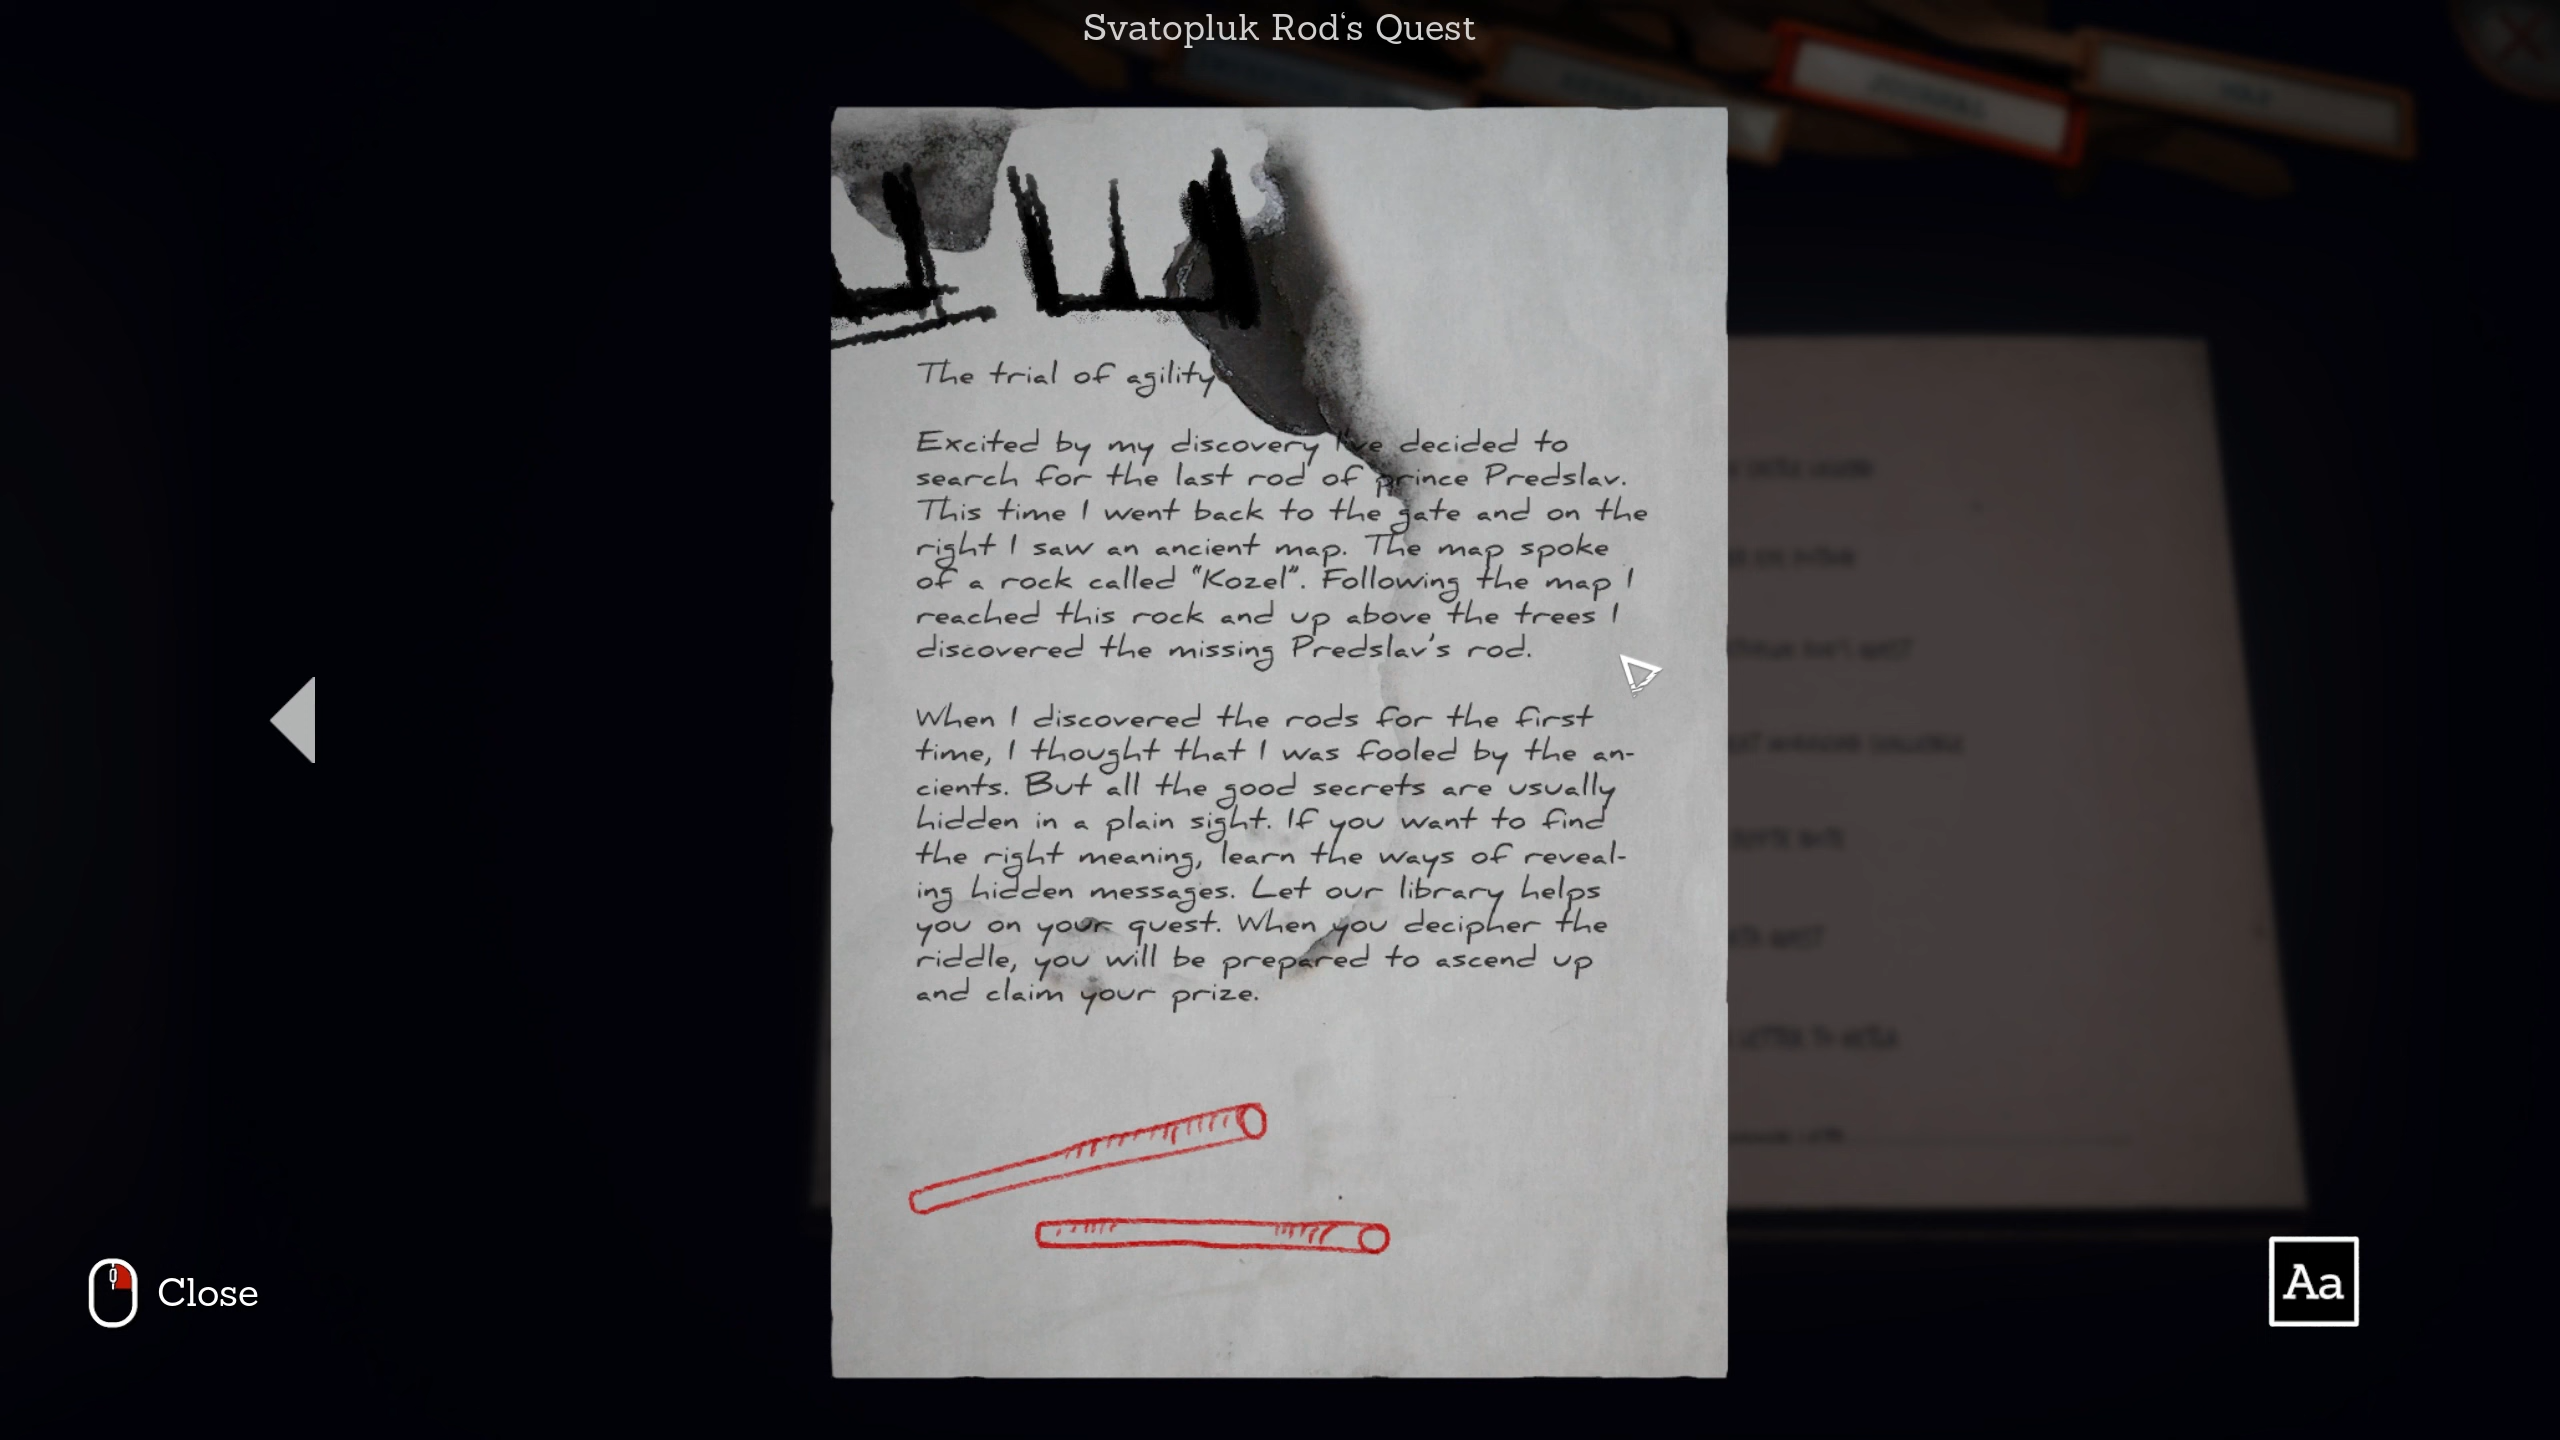 Svatopluk Rod's Quest
The trial of agility
Excited by my discovery I've decided to
search for the last rod of prince Predslav.
This time I went back to the gate and on the
right I saw an ancient map. The map spoke
of a rock called "Kozel". Following the map I
reached this rock and up above the trees I
discovered the missing Predslav's rod.
When I discovered the rods for the first
time, I thought that I was fooled by the an-
cients. But all the good secrets are usually
hidden in a plain sight. If you want to find
the right meaning, learn the ways of reveal-
ing hidden messages. Let our library helps
you on your quest. When you decipher the
riddle, you will be prepared to ascend up
and claim your prize.
Close
Aa